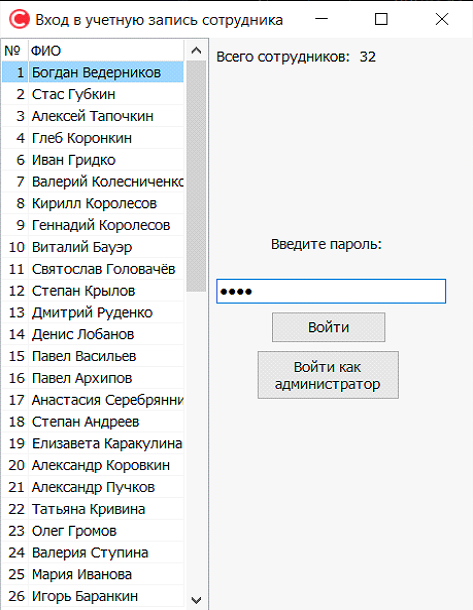 Вход в учетную запись сотрудника
№ ФИО
1 Богдан Ведерников
2 Стас Губкин
3 Алексей Тапочкин
4 Глеб Коронкин
6 Иван Гридко
7 Валерий Колесниченко
8 Кирилл Королесов
9 Геннадий Королесов
10 Виталий Бауэр
11 Святослав Головачёв
12 Степан Крылов
13 Дмитрий Руденко
14 Денис Лобанов
15 Павел Васильев
16 Павел Архипов
17 Анастасия Серебрянни
18 Степан Андреев
19 Елизавета Каракулина
20 Александр Коровкин
21 Александр Пучков
22 Татьяна Кривина
23 Олег Громов
24 Валерия Ступина
25 Мария Иванова
26 Игорь Баранкин
Всего сотрудников: 32
Введите пароль:
Войти
Войти как
администратор